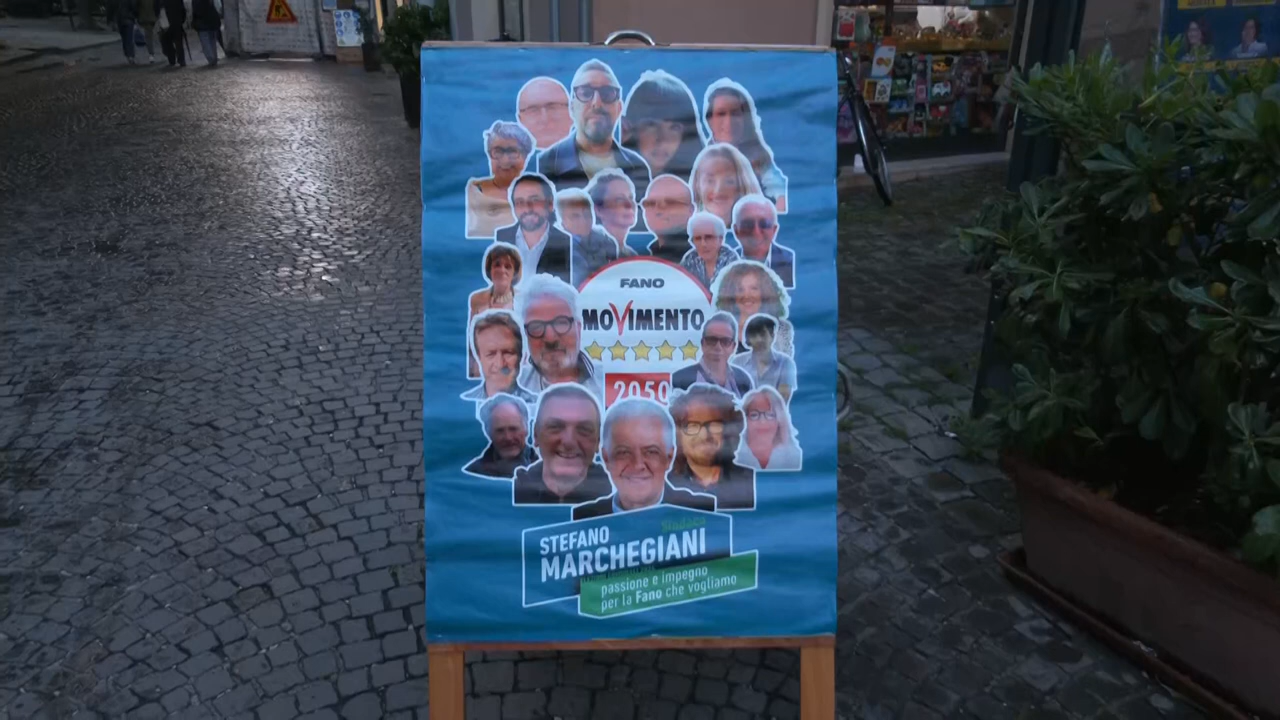 FANO
MOVIMENTO
2050
Sindaco
STEFANO
MARCHEGIANI
passione e impegno
per la Fano che vogliamo